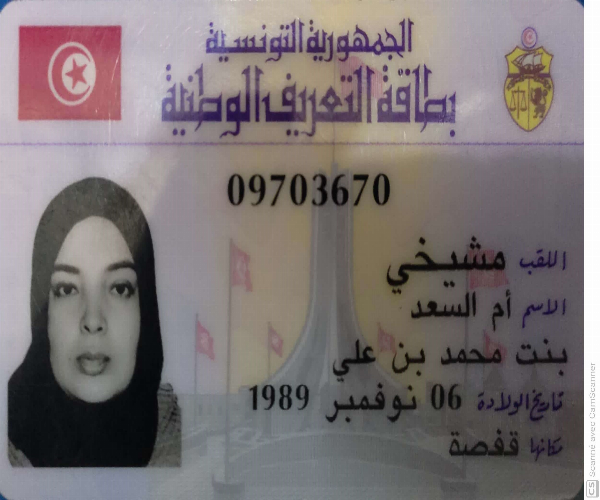 الجمهورية التونسية
بطاقة التعريف الوطنية
09703670
اللقب مشيخي
الاسم أم السعد
بنت محمد بن علي
تاريخ الولادة 06 نوفمبر 1989
مكانها قفصة
CS Scanné avec CamScanner